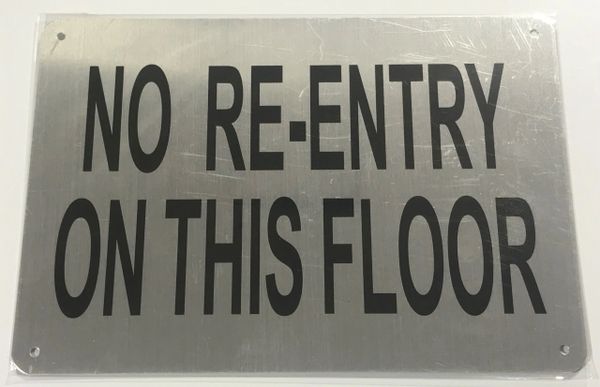 NO RE-ENTRY
ON THIS FLOOR